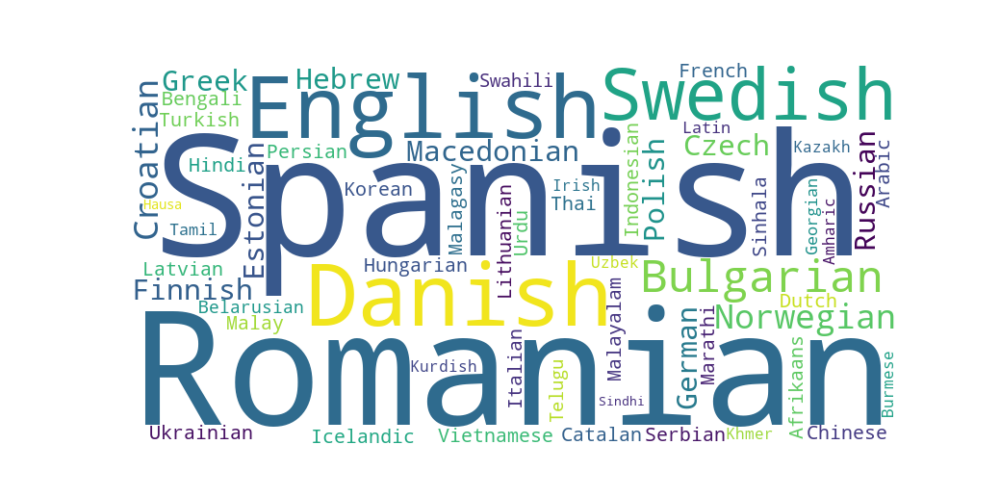 Greek
Hebrew
Swahili
French
Swedish
English
Bengali
Turkish
Croatian
Latin
Czech
Kazakh
Persian
Macedonian
Indonesian
Polish
Russian
Arabic
Hindi
Spanish
Korean
Irish
Thai
Estonian
Malagasy
Lithuanian
Urdu
Sinhala
Georgian
Amharic
Hausa
Tamil
Latvian
Hungarian
Uzbek
Bulgarian
Finnish
Danish
Belarusian
Malay
Dutch
Norwegian
Romanian
Malayalam
German
Marathi
Kurdish
Italian
Telugu
Sindhi
Afrikaans
Burmese
Ukrainian
Icelandic
Vietnamese
Catalan
Serbian
Khmer
Chinese